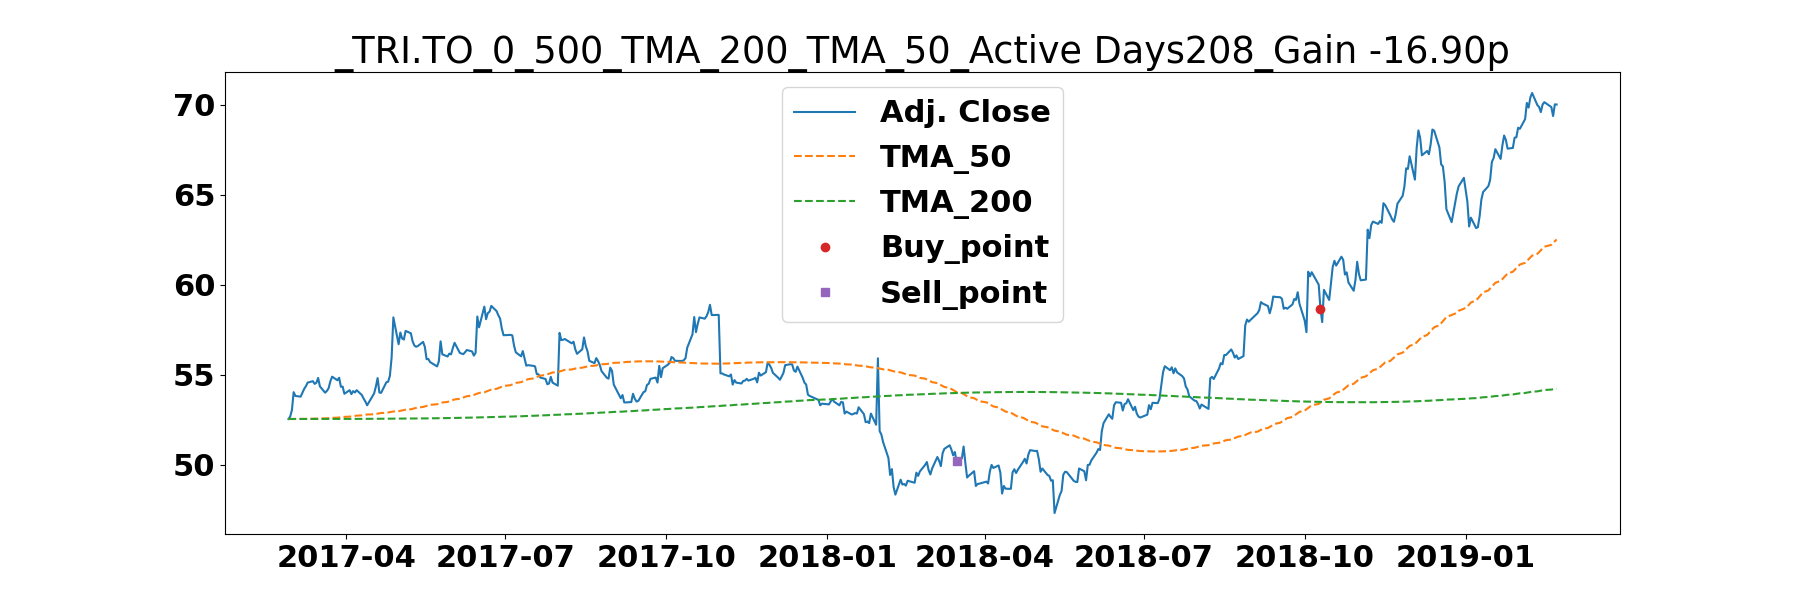 _TRI.TO_0_500_TMA_200_TMA_50_Active Days208_Gain -16.90p
70
65
60
55
50
Adj. Close
TMA_50
TMA_200
Buy_point
Sell_point
2017-04 2017-07 2017-10 2018-01 2018-04 2018-07 2018-10 2019-01